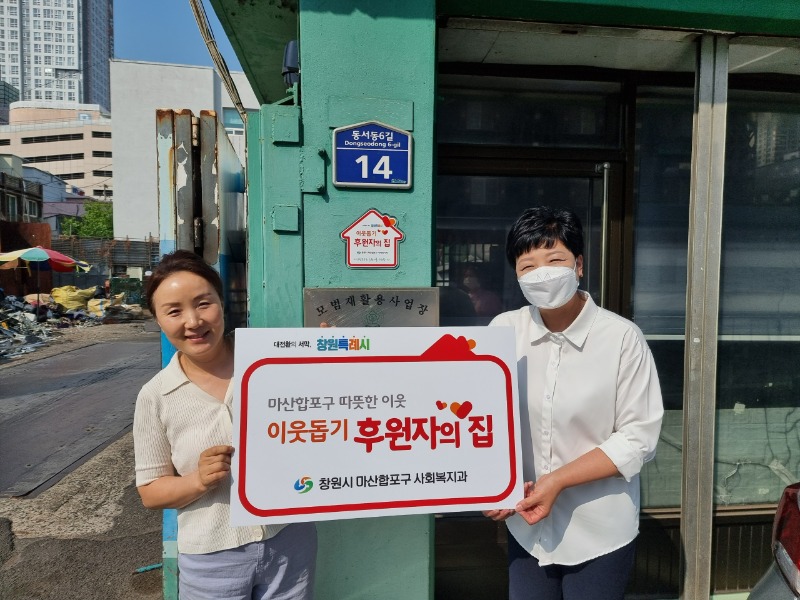 동서동6길
Dongseodong 6-gil
14
이웃돕기
후원자의 집
모범재활용사업장
대전환의 서막, 창원특례시
마산합포구 따뜻한 이웃
이웃돕기 후원자의 집
창원시 마산합포구 사회복지과